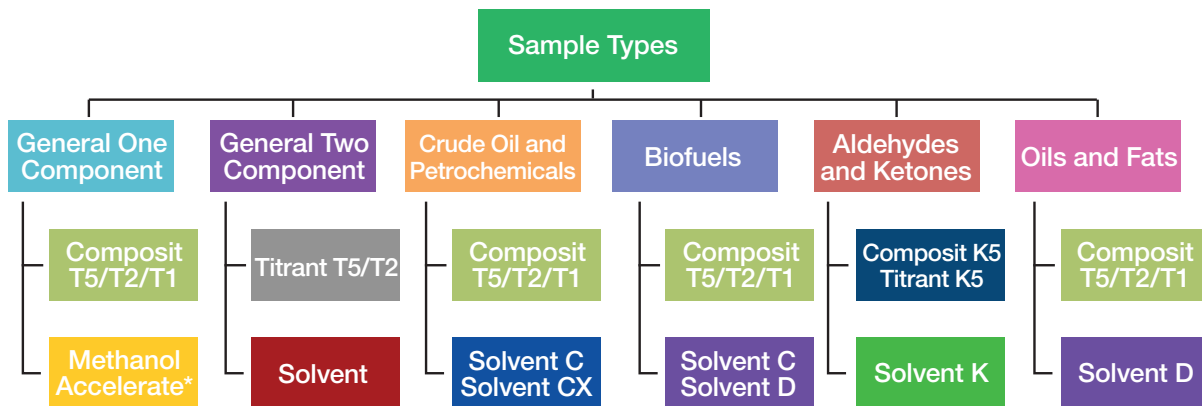 Sample Types
General One
Component
General Two
Component
Crude Oil and
Petrochemicals
Biofuels
Aldehydes
and Ketones
Oils and Fats
Composit
T5/T2/T1
Titrant T5/T2
Composit
T5/T2/T1
Composit
T5/T2/T1
Composit K5
Titrant K5
Composit
T5/T2/T1
Methanol
Accelerate*
Solvent
Solvent C
Solvent CX
Solvent C
Solvent D
Solvent K
Solvent D